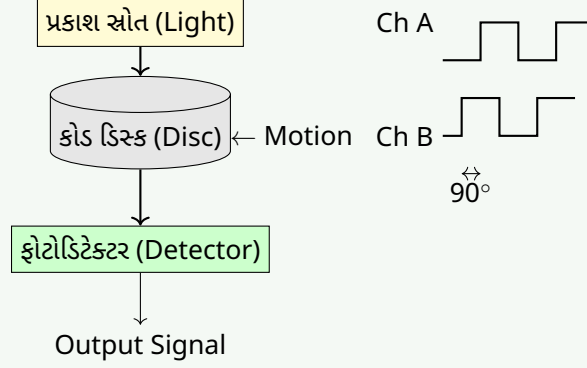 પ્રકાશ સ્રોત (Light)
કોડ ડિસ્ક (Disc)
Motion
ફોટોડિટેક્ટર (Detector)
Output Signal
Ch A
Ch B
90°